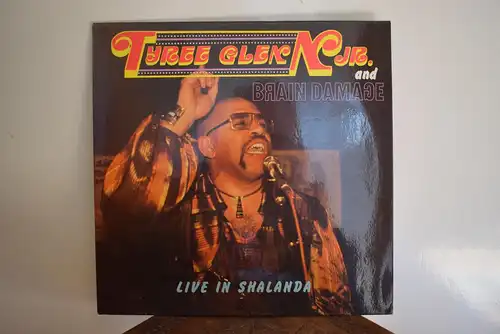 TYREE GLENN JR.
and
BRAIN DAMAGE
LIVE IN SHALANDA